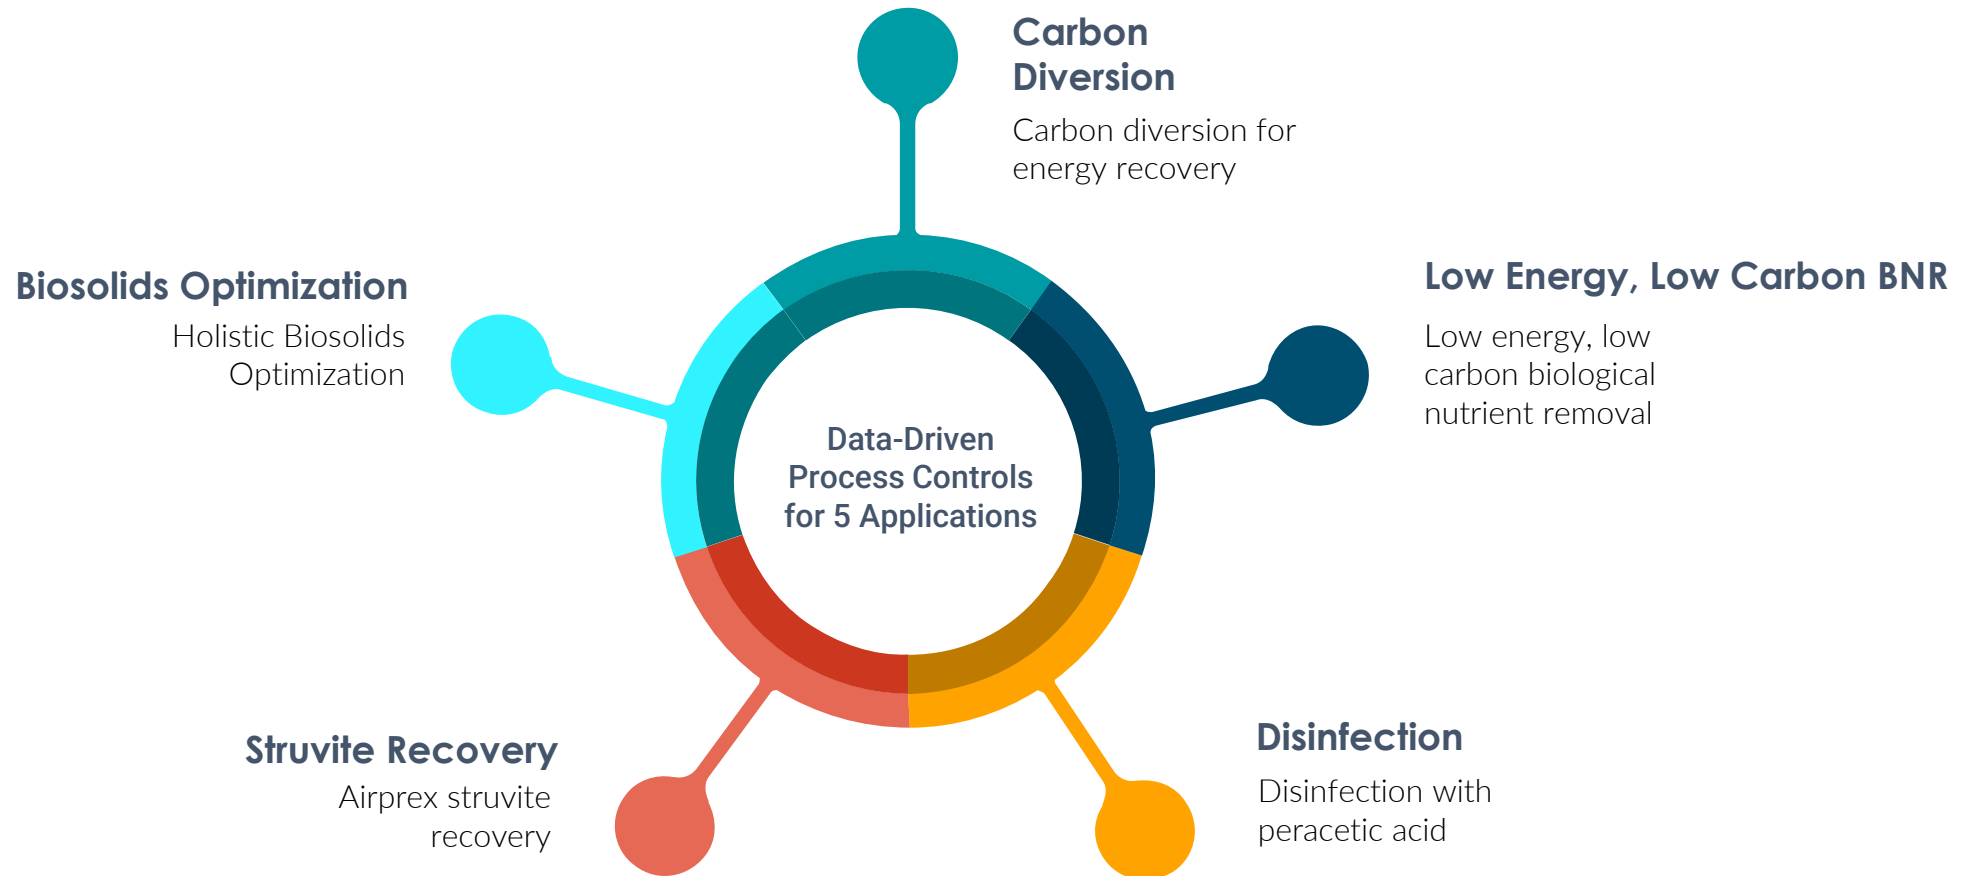 Carbon
Diversion
Carbon diversion for
energy recovery
Low Energy, Low Carbon BNR
Low energy, low
carbon biological
nutrient removal
Biosolids Optimization
Holistic Biosolids
Optimization
Data-Driven
Process Controls
for 5 Applications
Disinfection
Disinfection with
peracetic acid
Struvite Recovery
Airprex struvite
recovery